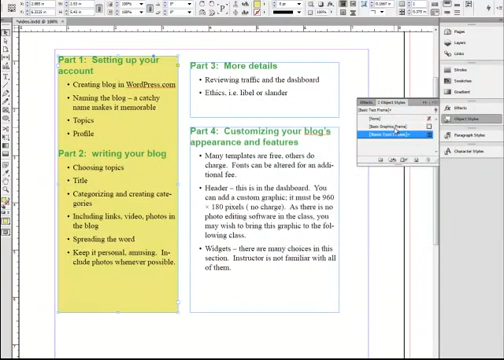 Part 1:  Setting up your
account
• Creating blog in WordPress.com
• Naming the blog – a catchy
name makes it memorable
• Topics
• Profile
Part 2:  writing your blog
• Choosing topics
• Title
• Categorizing and creating cate-
gories
• Including links, video, photos in
the blog
• Spreading the word
• Keep it personal, amusing.  In-
clude photos whenever possible.
Part 3:  More details
• Reviewing traffic and the dashboard
• Ethics, i.e. libel or slander
Part 4:  Customizing your blog's
appearance and features
• Many templates are free, others do
charge.  Fonts can be altered for an addi-
tional fee.
• Header – this is in the dashboard.  You
can add a custom graphic; it must be 960
× 180 pixels ( no charge).  As there is no
photo editing software in the class, you
may wish to bring this graphic to the fol-
lowing class.
• Widgets – there are many choices in this
section.  Instructor is not familiar with all
of them.
Effects
Object Styles
[Basic Text Frame]+
[None]
[Basic Graphics Frame]
[Basic Text Frame]+
Pages
Layers
Stroke
Swatches
Effects
Object Styles
Paragraph Styles
Character Styles